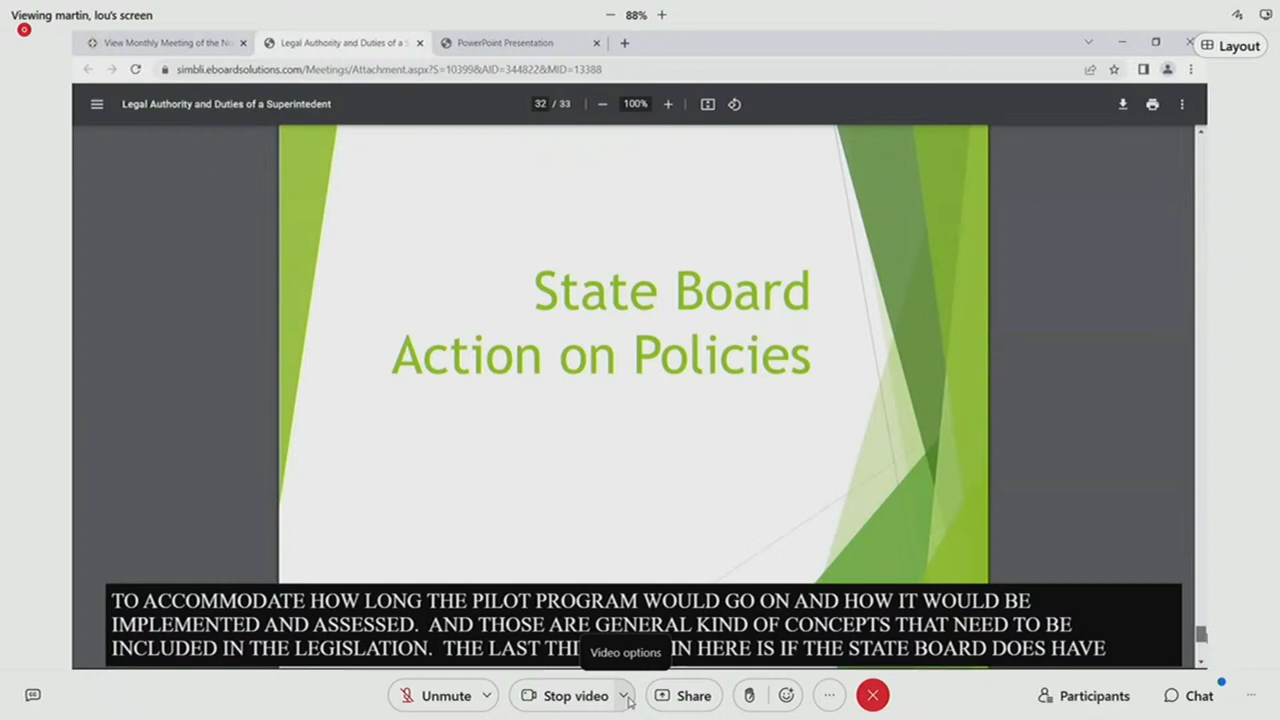 Viewing martin, lou's screen
88%
View Monthly Meeting of the No
Legal Authority and Duties of a S
PowerPoint Presentation
Layout
simbli.eboardsolutions.com/Meetings/Attachment.aspx?S=10399&AID=344822&MID=13388
Legal Authority and Duties of a Superintedent
32 / 33
100%
State Board
Action on Policies
TO ACCOMMODATE HOW LONG THE PILOT PROGRAM WOULD GO ON AND HOW IT WOULD BE
IMPLEMENTED AND ASSESSED. AND THOSE ARE GENERAL KIND OF CONCEPTS THAT NEED TO BE
INCLUDED IN THE LEGISLATION. THE LAST THI IN HERE IS IF THE STATE BOARD DOES HAVE
Video options
Unmute
Stop video
Share
Participants
Chat